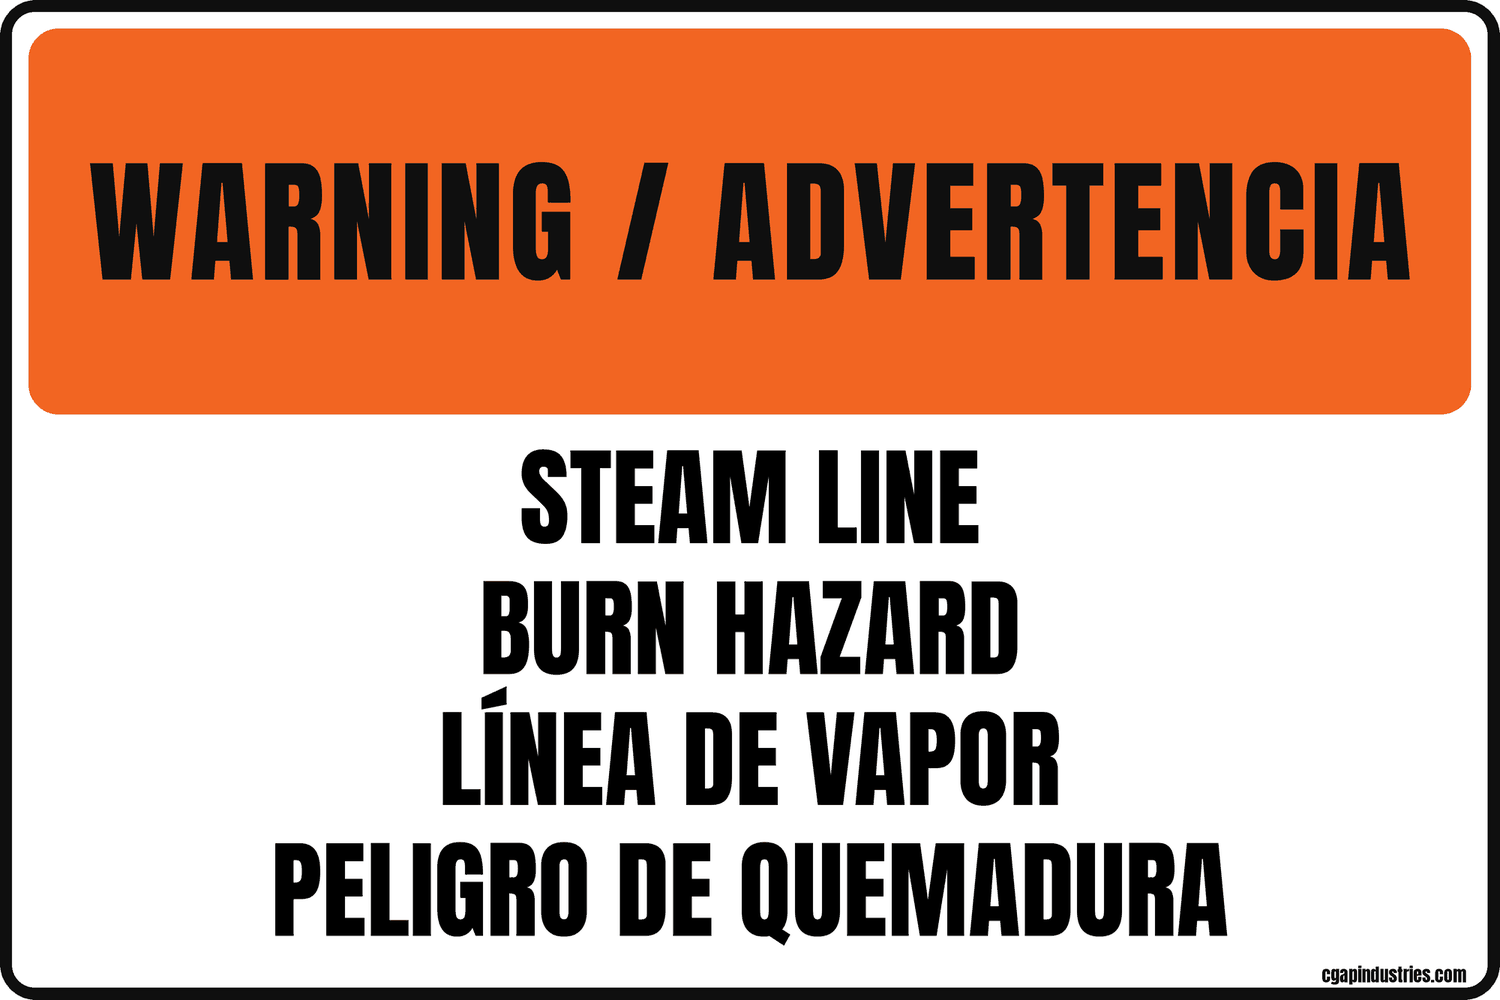 WARNING / ADVERTENCIA
STEAM LINE
BURN HAZARD
LÍNEA DE VAPOR
PELIGRO DE QUEMADURA
cgapindustries.com